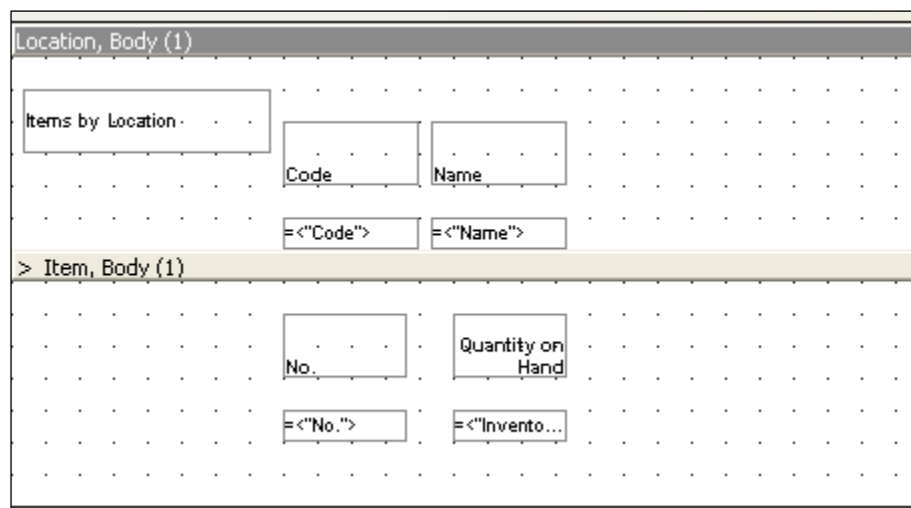 Location, Body (1)
Items by Location
Code Name
=<"Code"> =<"Name">
> Item, Body (1)
Quantity on
No. Hand
=<"No."> =<"Invento...